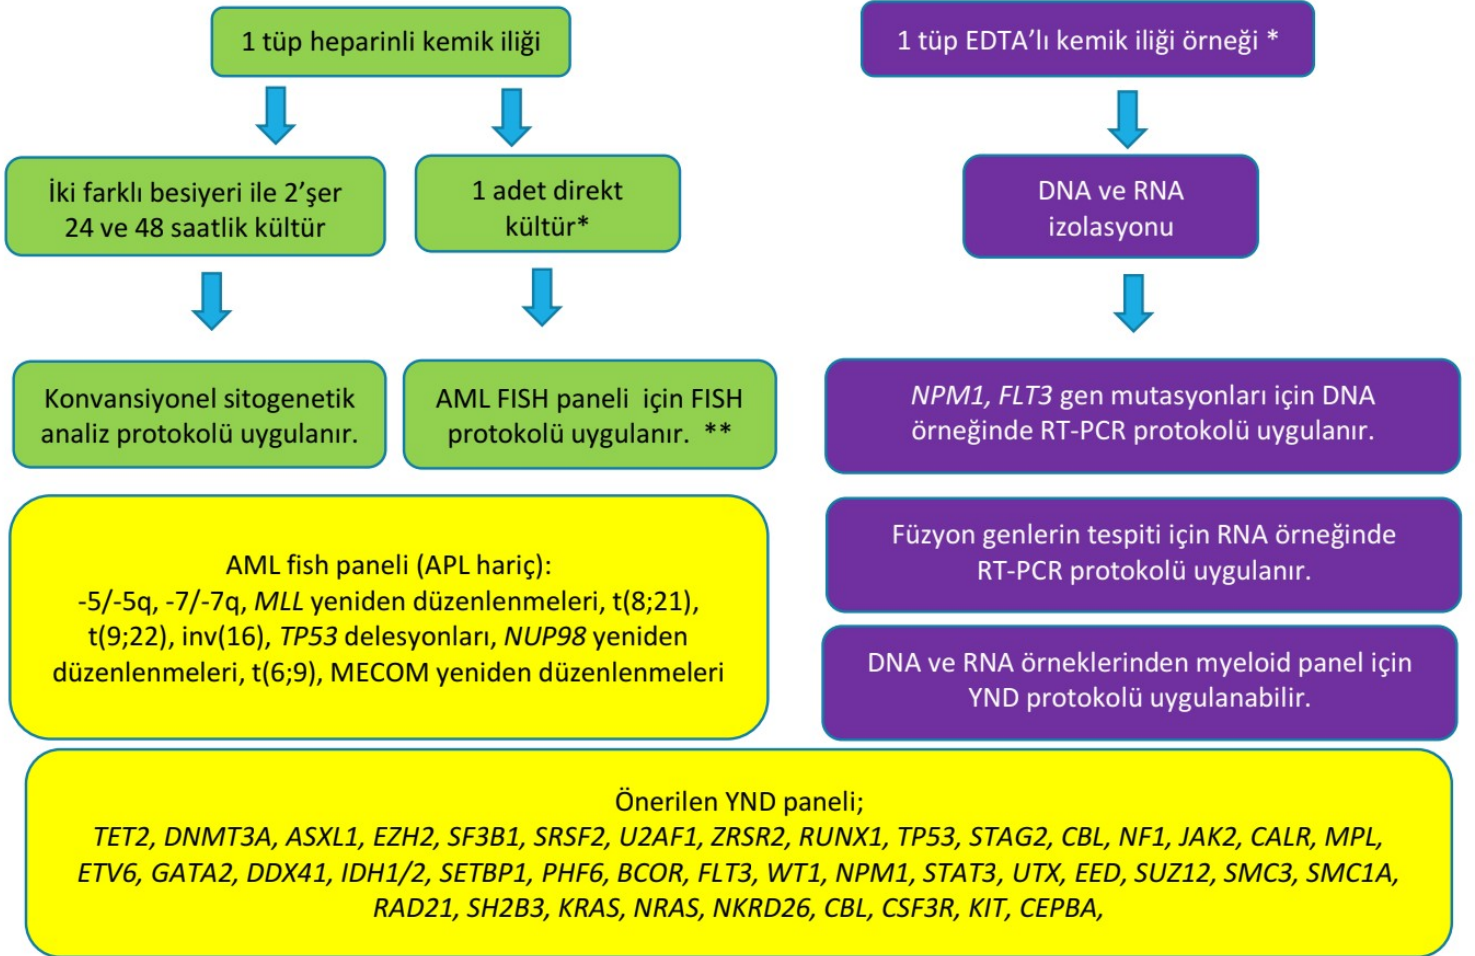 1 tüp heparinli kemik iliği
1 tüp EDTA’lı kemik iliği örneği *
İki farklı besiyeri ile 2’şer
24 ve 48 saatlik kültür
1 adet direkt
kültür*
DNA ve RNA
izolasyonu
Konvansiyonel sitogenetik
analiz protokolü uygulanır.
AML FISH paneli için FISH
protokolü uygulanır. **
NPM1, FLT3 gen mutasyonları için DNA
örneğinde RT-PCR protokolü uygulanır.
AML fish paneli (APL hariç):
-5/-5q, -7/-7q, MLL yeniden düzenlenmeleri, t(8;21),
t(9;22), inv(16), TP53 delesyonları, NUP98 yeniden
düzenlenmeleri, t(6;9), MECOM yeniden düzenlenmeleri
Füzyon genlerin tespiti için RNA örneğinde
RT-PCR protokolü uygulanır.
DNA ve RNA örneklerinden myeloid panel için
YND protokolü uygulanabilir.
Önerilen YND paneli;
TET2, DNMT3A, ASXL1, EZH2, SF3B1, SRSF2, U2AF1, ZRSR2, RUNX1, TP53, STAG2, CBL, NF1, JAK2, CALR, MPL,
ETV6, GATA2, DDX41, IDH1/2, SETBP1, PHF6, BCOR, FLT3, WT1, NPM1, STAT3, UTX, EED, SUZ12, SMC3, SMC1A,
RAD21, SH2B3, KRAS, NRAS, NKRD26, CBL, CSF3R, KIT, CEPBA,